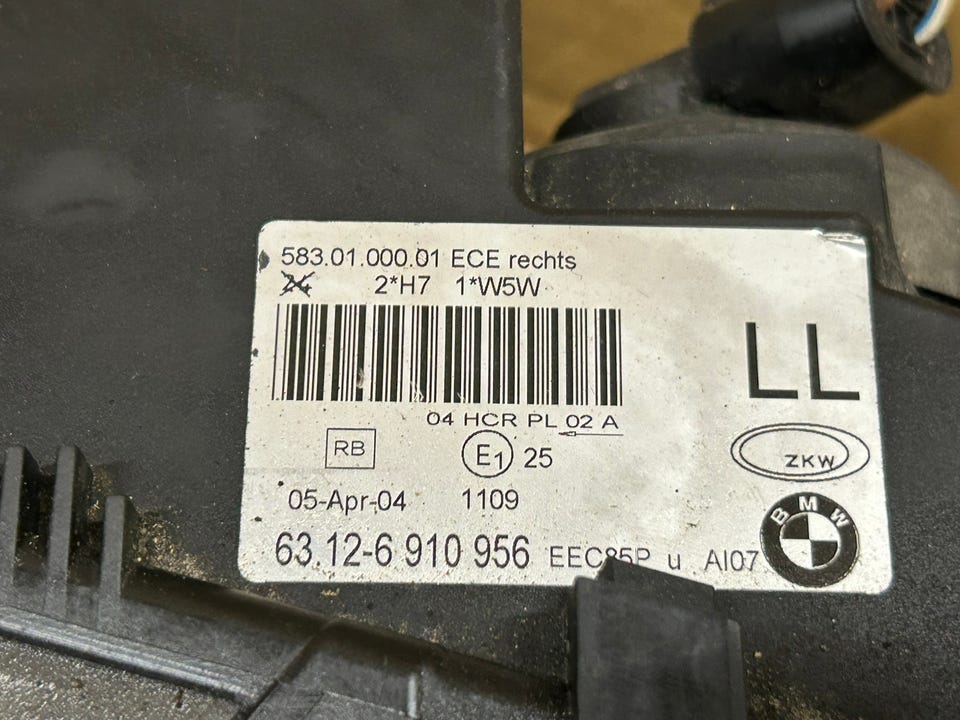 583.01.000.01 ECE rechts
2*H7 1*W5W
LL
04 HCR PL 02 A
RB
E1 25
ZKW
05-Apr-04 1109
BMW
63.12-6 910 956 EEC85P u AI07